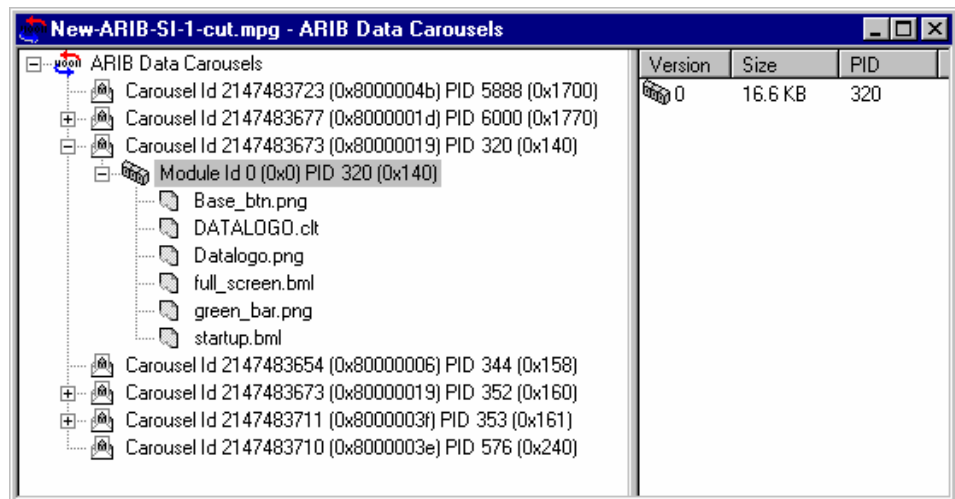 New-ARIB-SI-1-cut.mpg - ARIB Data Carousels
ARIB Data Carousels
Carousel Id 2147483723 (0x8000004b) PID 5888 (0x1700)
Carousel Id 2147483677 (0x8000001d) PID 6000 (0x1770)
Carousel Id 2147483673 (0x80000019) PID 320 (0x140)
Module Id 0 (0x0) PID 320 (0x140)
Base_btn.png
DATALOGO.clt
Datalogo.png
full_screen.bml
green_bar.png
startup.bml
Carousel Id 2147483654 (0x80000006) PID 344 (0x158)
Carousel Id 2147483673 (0x80000019) PID 352 (0x160)
Carousel Id 2147483711 (0x8000003f) PID 353 (0x161)
Carousel Id 2147483710 (0x8000003e) PID 576 (0x240)
Version Size PID
0 16.6 KB 320